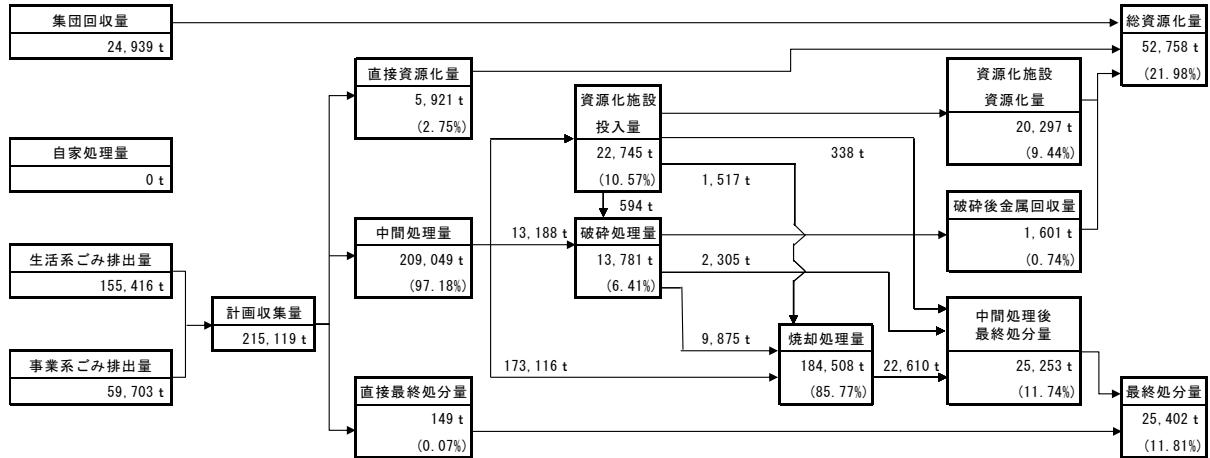 集団回収量
24,939 t
総資源化量
52,758 t
(21.98%)
直接資源化量
5,921 t
(2.75%)
資源化施設
投入量
22,745 t
(10.57%)
資源化施設
資源化量
20,297 t
(9.44%)
自家処理量
0 t
338 t
1,517 t
594 t
中間処理量
209,049 t
(97.18%)
13,188 t
破砕処理量
13,781 t
(6.41%)
破砕後金属回収量
1,601 t
(0.74%)
2,305 t
生活系ごみ排出量
155,416 t
計画収集量
215,119 t
事業系ごみ排出量
59,703 t
9,875 t
173,116 t
焼却処理量
184,508 t
(85.77%)
22,610 t
中間処理後
最終処分量
25,253 t
(11.74%)
直接最終処分量
149 t
(0.07%)
最終処分量
25,402 t
(11.81%)